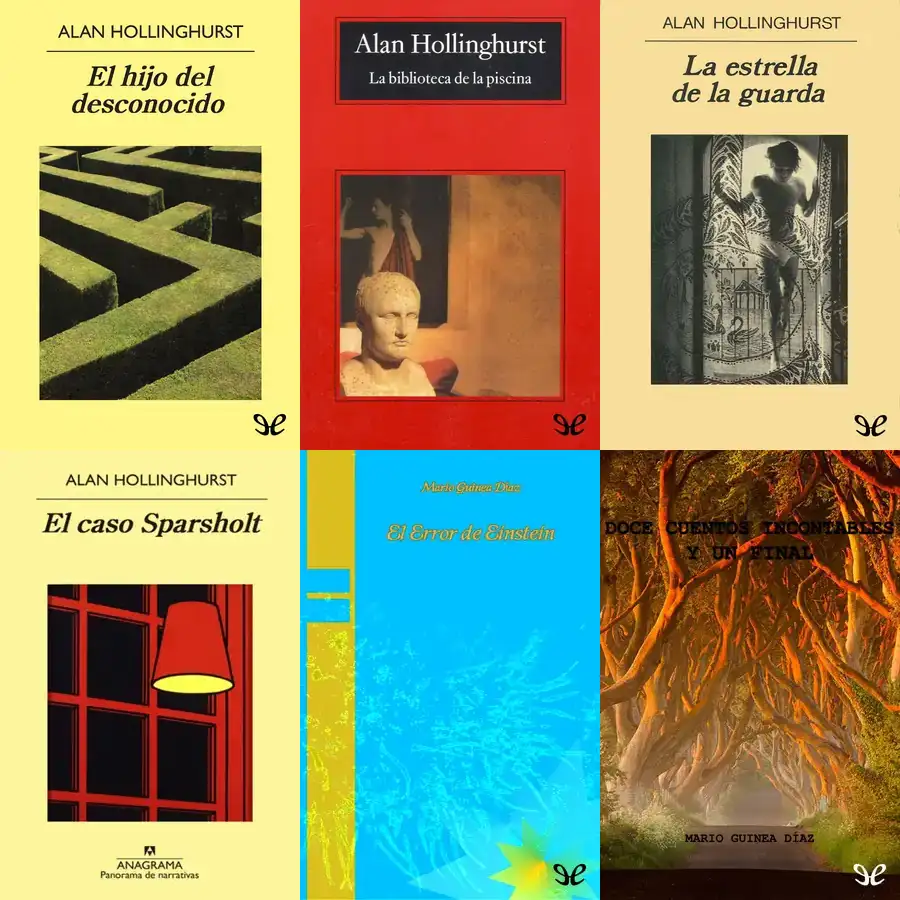 ALAN HOLLINGHURST
El hijo del
desconocido
Alan Hollinghurst
La biblioteca de la piscina
ALAN HOLLINGHURST
La estrella
de la guarda
ALAN HOLLINGHURST
El caso Sparsholt
ANAGRAMA
Panorama de narrativas
Mario Guinea Díaz
El Error de Einstein
DOCE CUENTOS INCONTABLES
Y UN FINAL
MARIO GUINEA DÍAZ